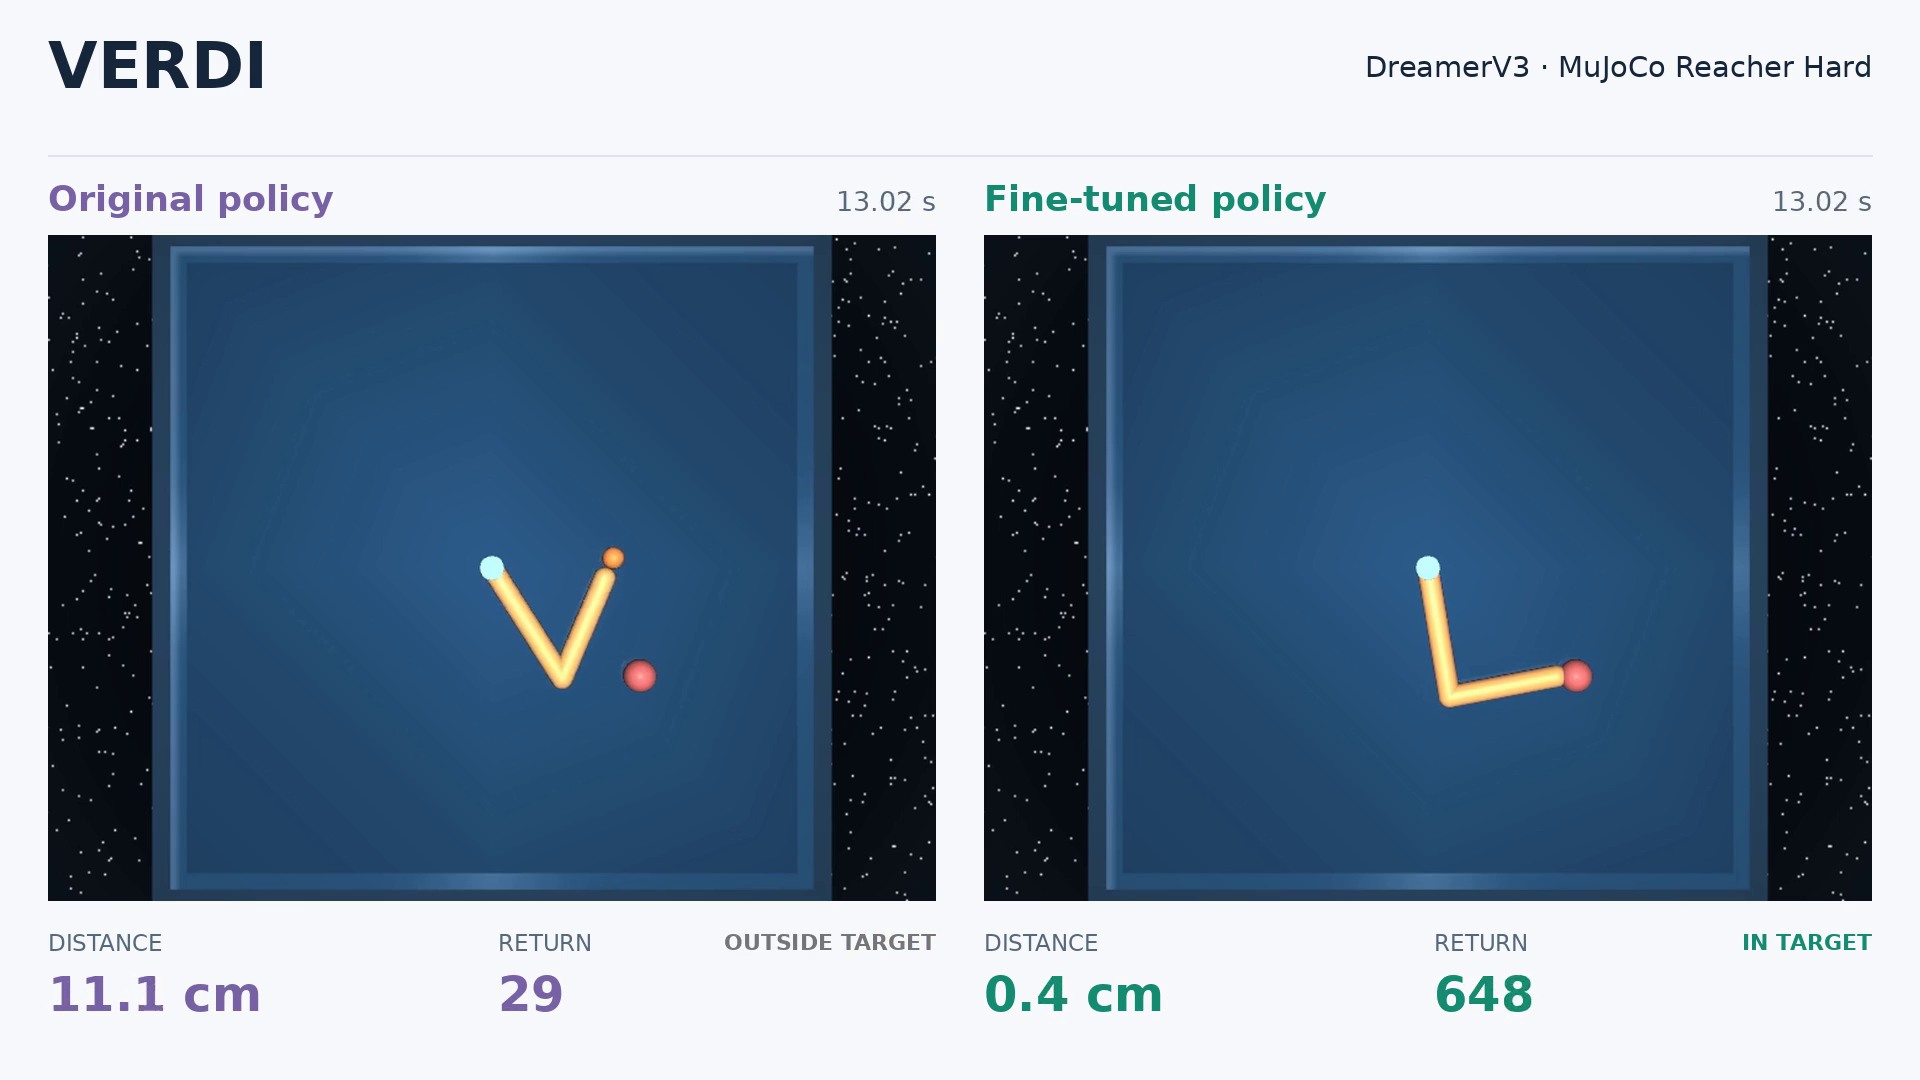 VERDI
DreamerV3 · MuJoCo Reacher Hard
Original policy
13.02 s
Fine-tuned policy
13.02 s
DISTANCE
11.1 cm
RETURN
29
OUTSIDE TARGET
DISTANCE
0.4 cm
RETURN
648
IN TARGET